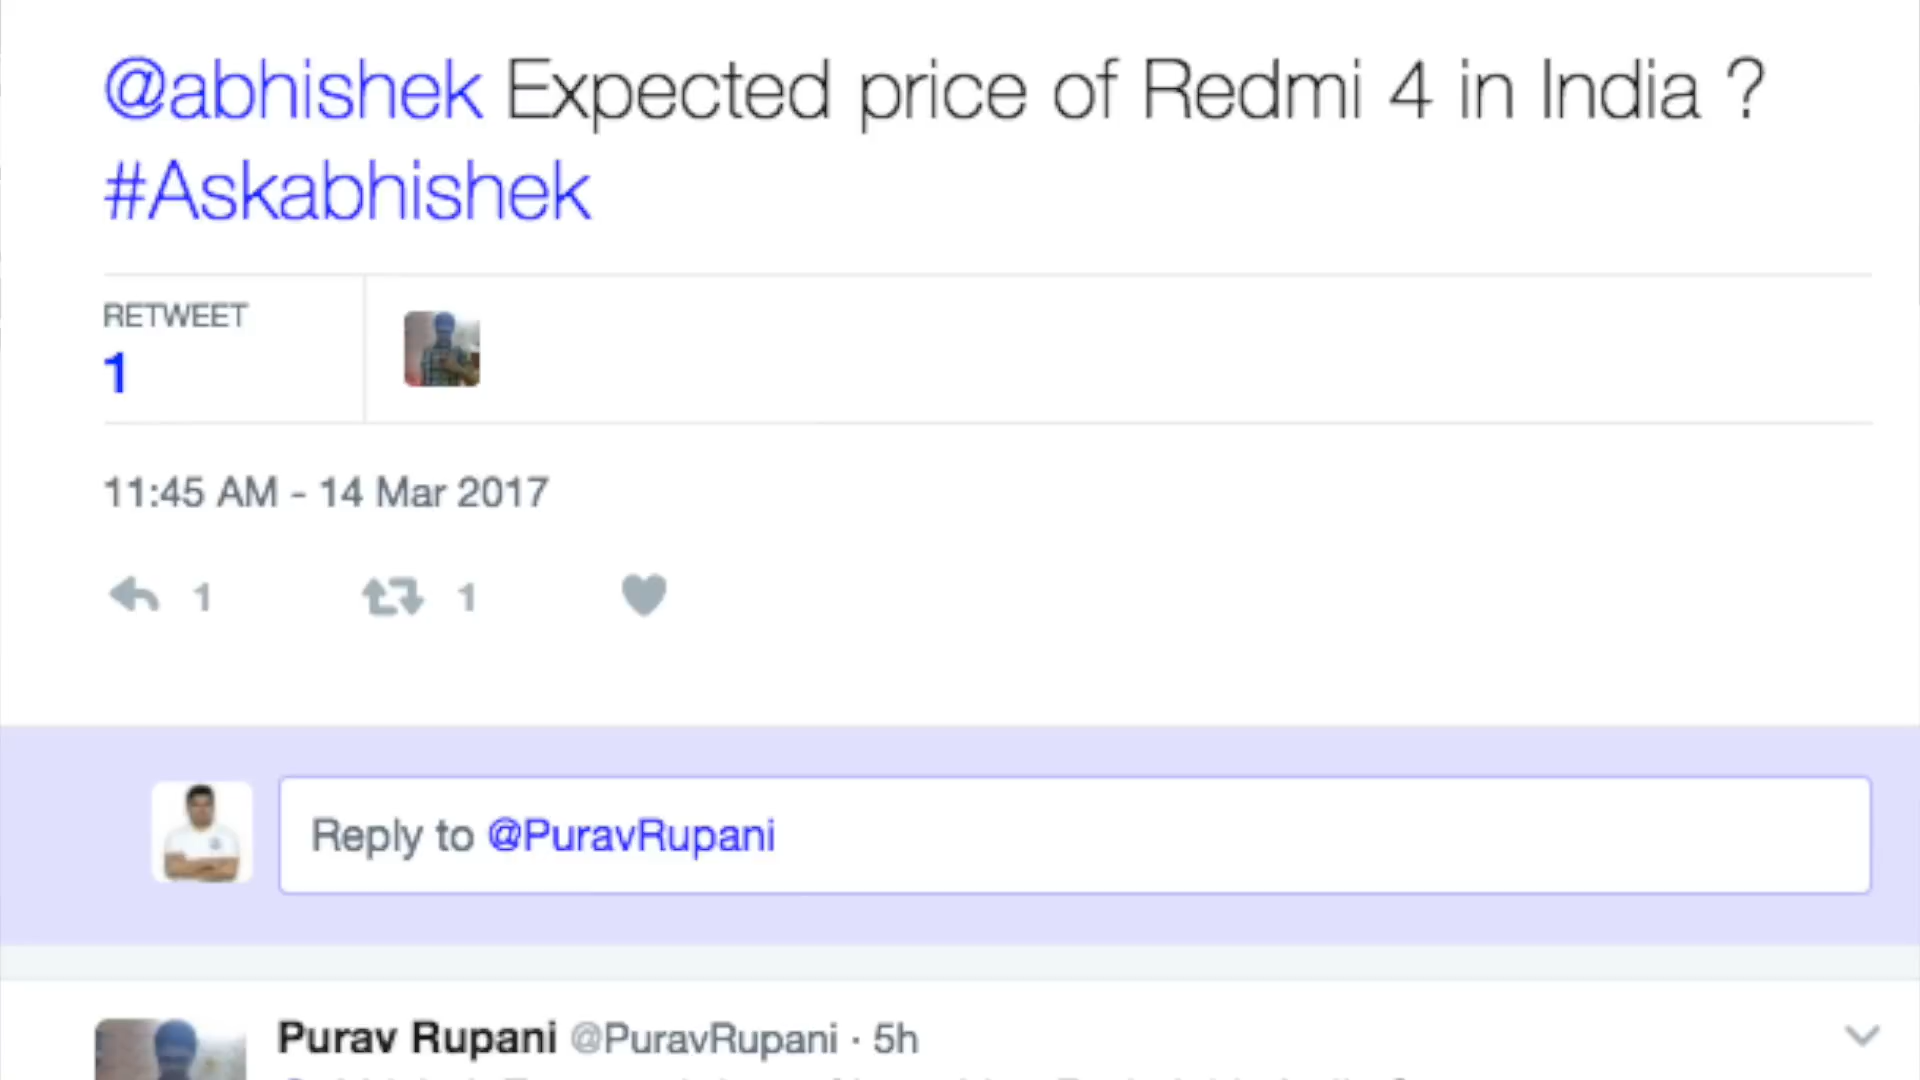 @abhishek Expected price of Redmi 4 in India ?
#Askabhishek
RETWEET
1
11:45 AM - 14 Mar 2017
1 1
Reply to @PuravRupani
Purav Rupani @PuravRupani · 5h